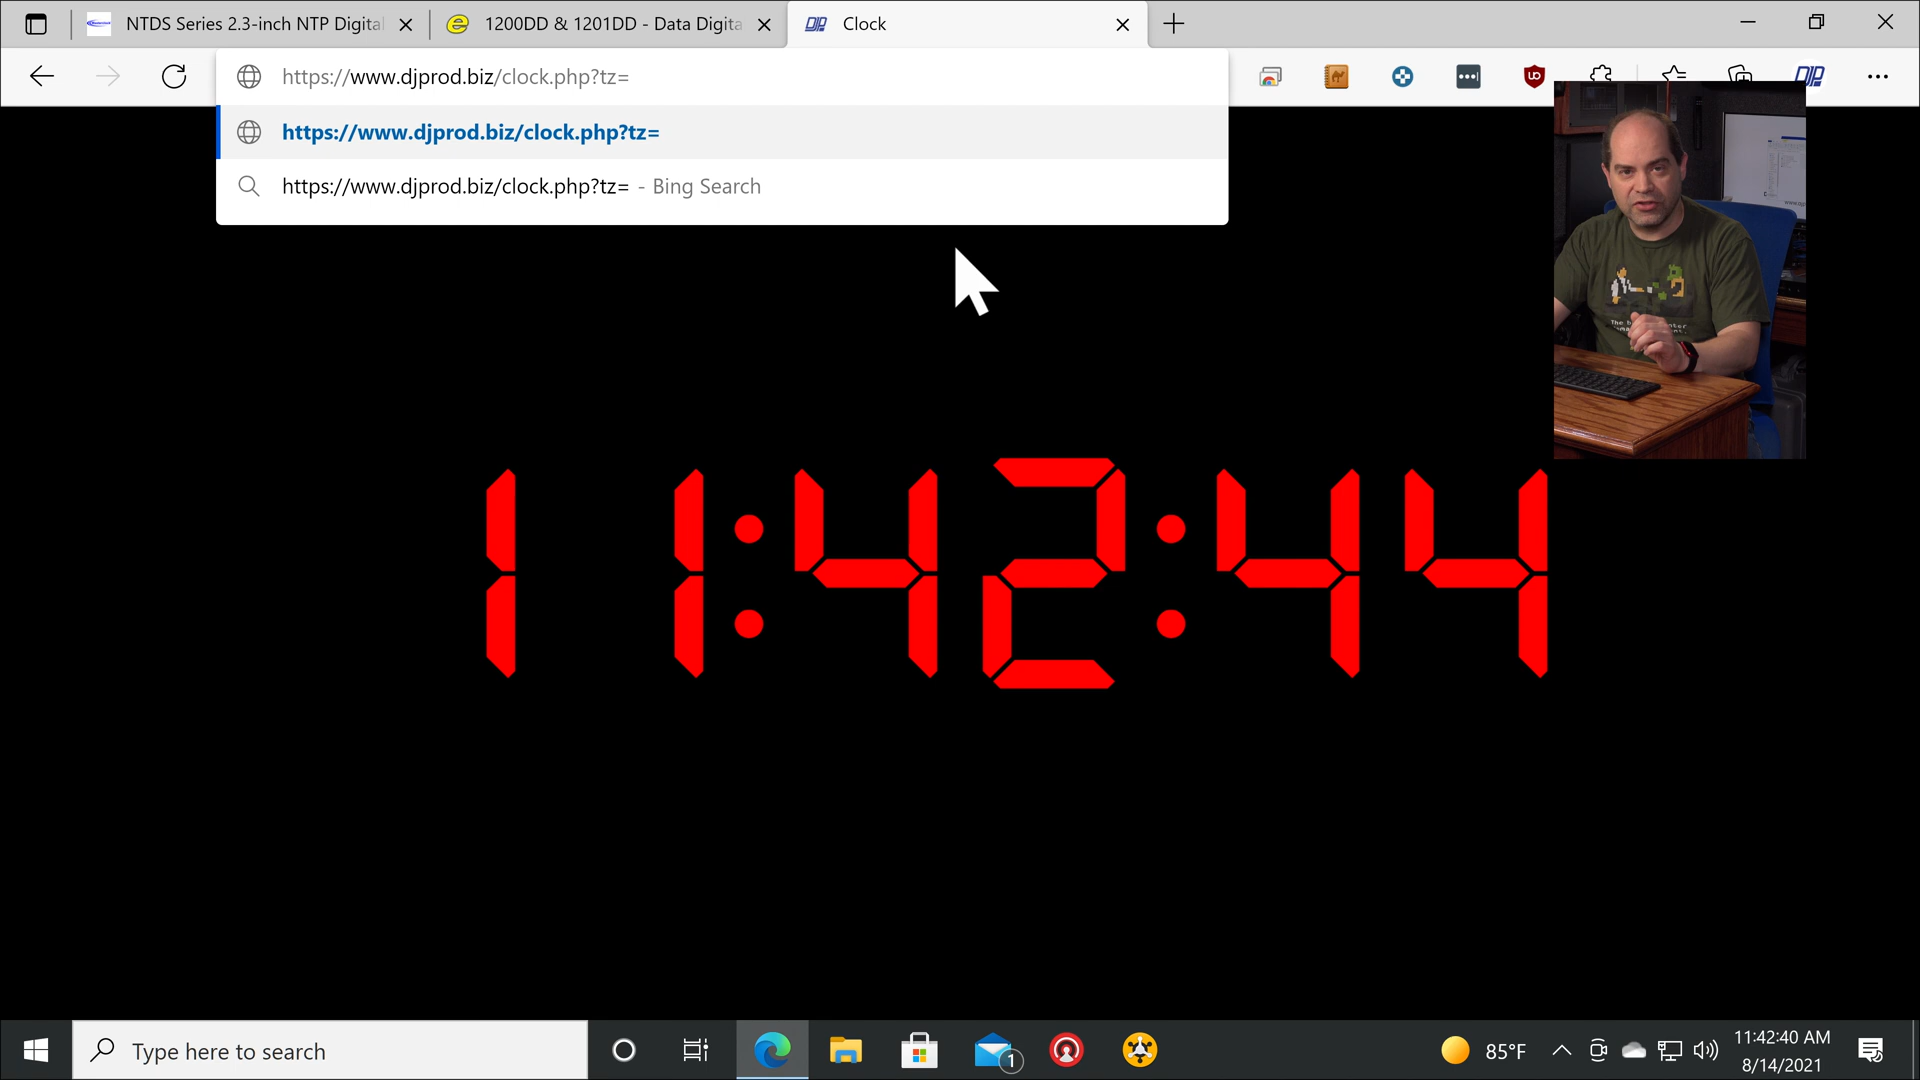 NTDS Series 2.3-inch NTP Digital
1200DD & 1201DD - Data Digita
Clock
https://www.djprod.biz/clock.php?tz=
https://www.djprod.biz/clock.php?tz=
https://www.djprod.biz/clock.php?tz= - Bing Search
11:42:44
Type here to search
1
85°F
11:42:40 AM
8/14/2021